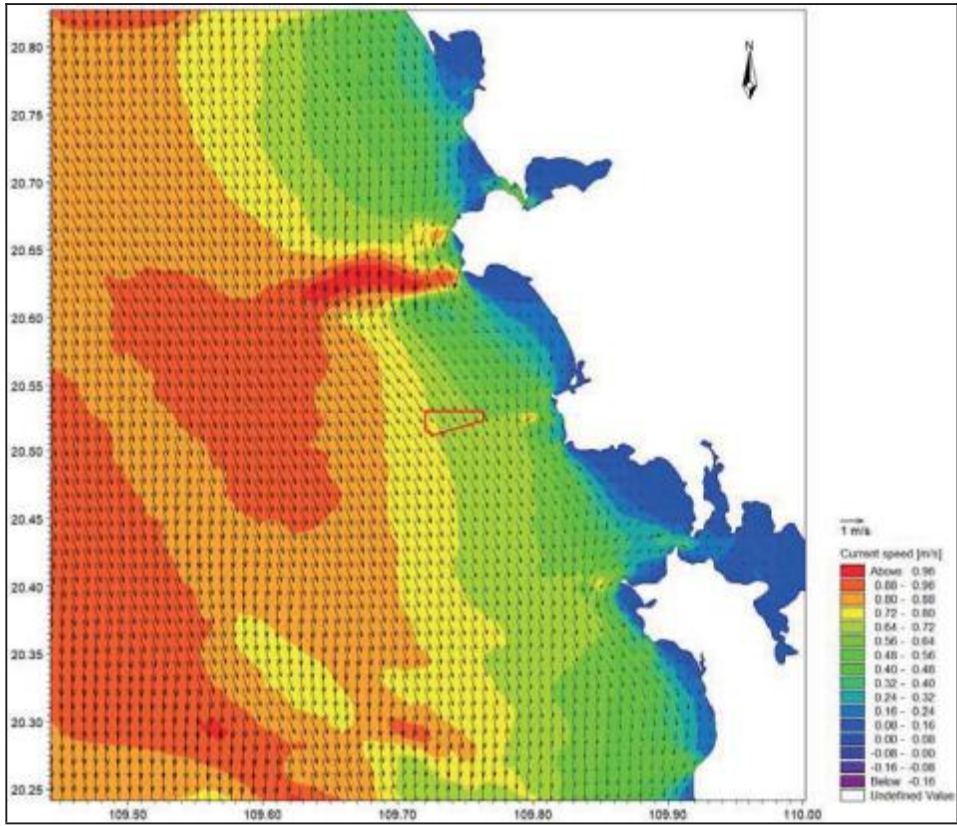 N
20.80
20.75
20.70
20.65
20.60
20.55
20.50
20.45
20.40
20.35
20.30
20.25
109.50 109.60 109.70 109.80 109.90 110.00
1 m/s
Current speed [m/s]
Above 0.96
0.88 - 0.96
0.80 - 0.88
0.72 - 0.80
0.64 - 0.72
0.56 - 0.64
0.48 - 0.56
0.40 - 0.48
0.32 - 0.40
0.24 - 0.32
0.16 - 0.24
0.08 - 0.16
0.00 - 0.08
-0.08 - 0.00
-0.16 - -0.08
Below -0.16
Undefined Value